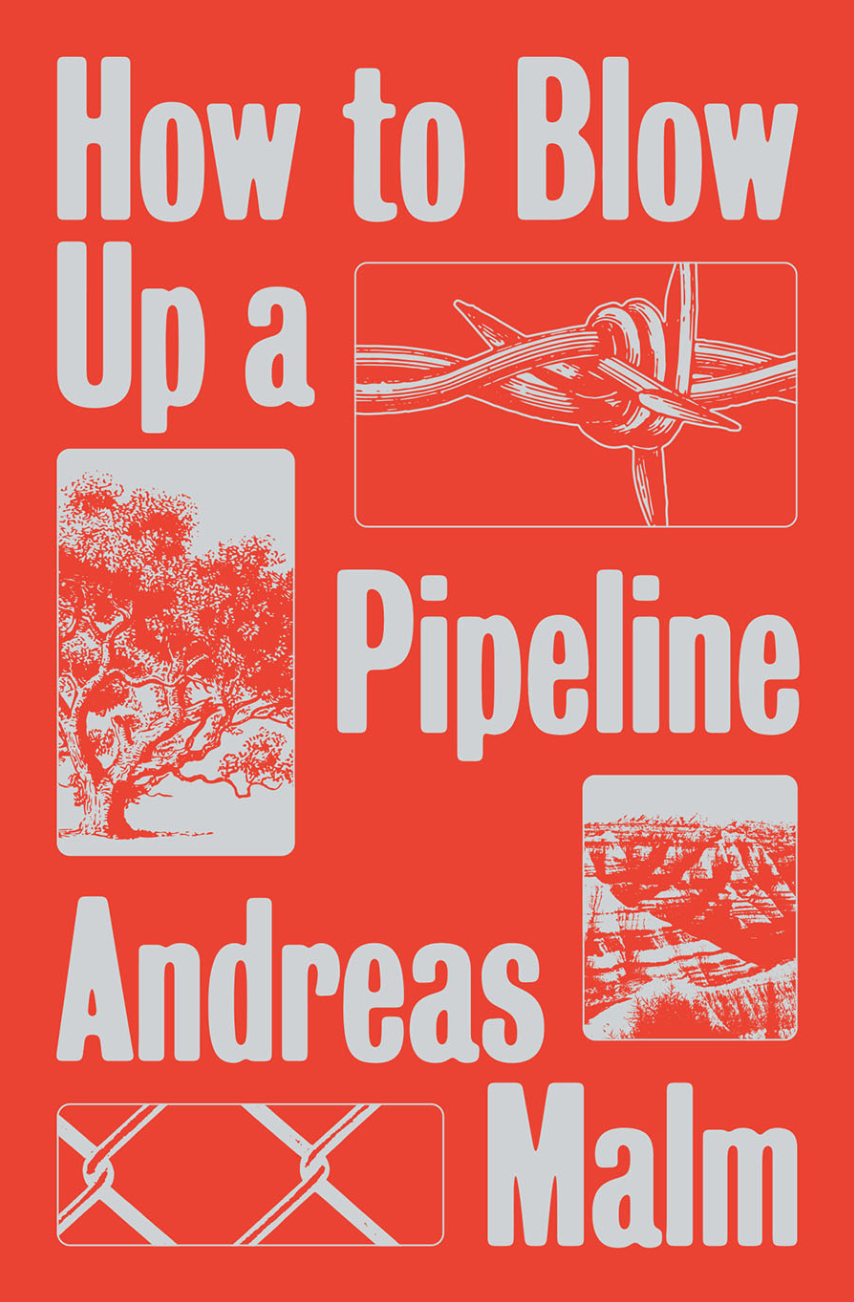 How to Blow
Up a
Pipeline
Andreas
Malm